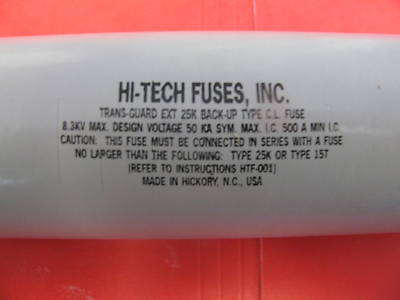 HI-TECH FUSES, INC.
TRANS-GUARD EXT 25K BACK-UP TYPE C.L. FUSE
8.3KV MAX. DESIGN VOLTAGE 50 KA SYM. MAX. I.C. 500 A MIN I.C.
CAUTION: THIS FUSE MUST BE CONNECTED IN SERIES WITH A FUSE
NO LARGER THAN THE FOLLOWING: TYPE 25K OR TYPE 15T
(REFER TO INSTRUCTIONS HTF-001)
MADE IN HICKORY, N.C., USA